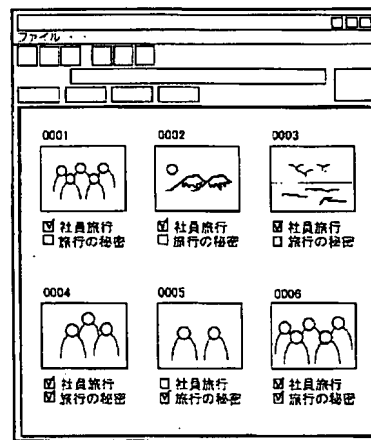 ファイル ・・
0001 0002 0003
☑ 社員旅行 ☑ 社員旅行 ☑ 社員旅行
☐ 旅行の秘密 ☐ 旅行の秘密 ☐ 旅行の秘密
0004 0005 0006
☑ 社員旅行 ☐ 社員旅行 ☑ 社員旅行
☑ 旅行の秘密 ☑ 旅行の秘密 ☑ 旅行の秘密